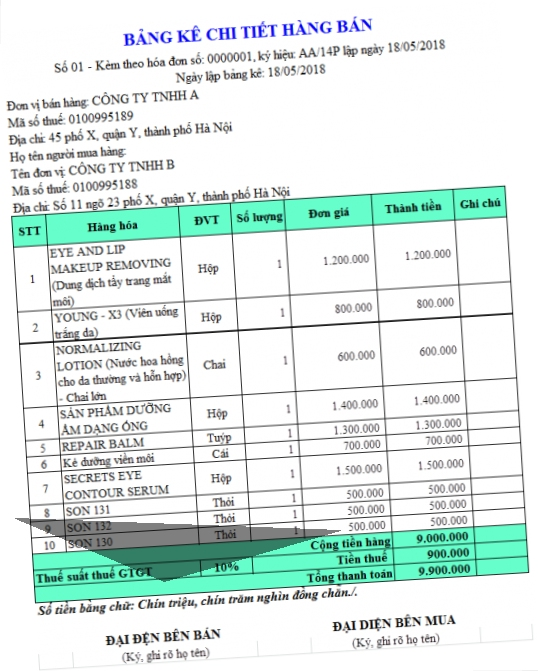 BẢNG KÊ CHI TIẾT HÀNG BÁN
Số 01 - Kèm theo hóa đơn số: 0000001, ký hiệu: AA/14P lập ngày 18/05/2018
Ngày lập bảng kê: 18/05/2018
Đơn vị bán hàng: CÔNG TY TNHH A
Mã số thuế: 0100995189
Địa chỉ: 45 phố X, quận Y, thành phố Hà Nội
Họ tên người mua hàng:
Tên đơn vị: CÔNG TY TNHH B
Mã số thuế: 0100995188
Địa chỉ: Số 11 ngõ 23 phố X, quận Y, thành phố Hà Nội
STT Hàng hóa ĐVT Số lượng Đơn giá Thành tiền Ghi chú
EYE AND LIP
1 MAKEUP REMOVING Hộp 1 1.200.000 1.200.000
(Dung dịch tẩy trang mắt
môi)
2 YOUNG - X3 (Viên uống Hộp 1 800.000 800.000
trắng da)
NORMALIZING
3 LOTION (Nước hoa hồng Chai 1 600.000 600.000
cho da thường và hỗn hợp)
- Chai lớn
4 SẢN PHẨM DƯỠNG Hộp 1 1.400.000 1.400.000
ẨM DẠNG ỐNG
5 REPAIR BALM Tuýp 1 1.300.000 1.300.000
6 Kẻ dưỡng viền môi Cái 1 700.000 700.000
7 SECRETS EYE Hộp 1 1.500.000 1.500.000
CONTOUR SERUM
8 SON 131 Thỏi 1 500.000 500.000
9 SON 132 Thỏi 1 500.000 500.000
10 SON 130 Thỏi 1 500.000 500.000
Cộng tiền hàng 9.000.000
Thuế suất thuế GTGT 10% Tiền thuế 900.000
Tổng thanh toán 9.900.000
Số tiền bằng chữ: Chín triệu, chín trăm nghìn đồng chẵn./.
ĐẠI ĐỆN BÊN BÁN ĐẠI DIỆN BÊN MUA
(Ký, ghi rõ họ tên) (Ký, ghi rõ họ tên)